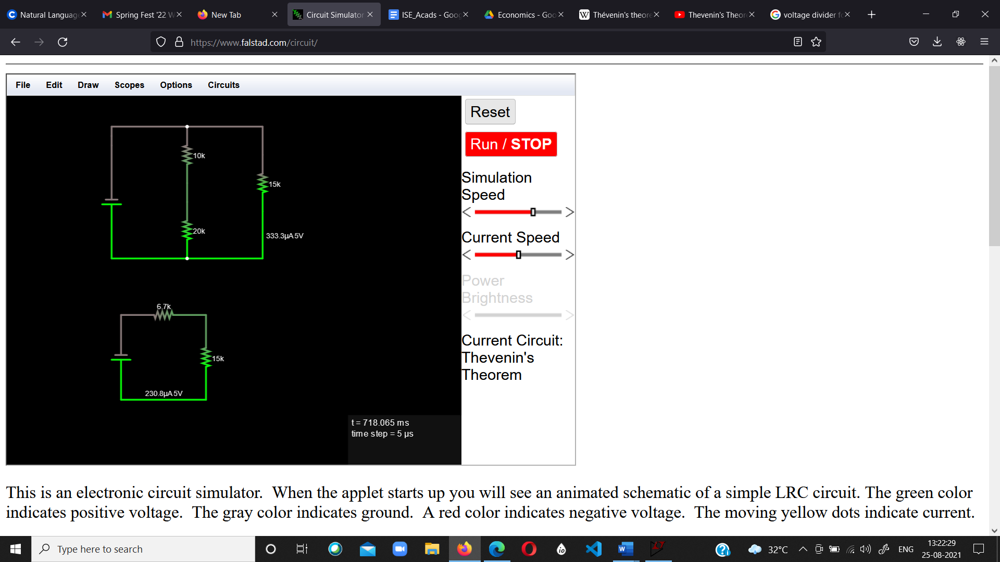 Natural Language
Spring Fest '22 W
New Tab
Circuit Simulator
ISE_Acads - Goog
Economics - Goo
Thévenin's theore
Thevenin's Theor
voltage divider fo
https://www.falstad.com/circuit/
File Edit Draw Scopes Options Circuits
Reset
Run / STOP
Simulation
Speed
Current Speed
Power
Brightness
Current Circuit:
Thevenin's
Theorem
10k
15k
20k
333.3μA 5V
6.7k
15k
230.8μA 5V
t = 718.065 ms
time step = 5 μs
This is an electronic circuit simulator.  When the applet starts up you will see an animated schematic of a simple LRC circuit. The green color
indicates positive voltage.  The gray color indicates ground.  A red color indicates negative voltage.  The moving yellow dots indicate current.
Type here to search
32°C
ENG
13:22:29
25-08-2021